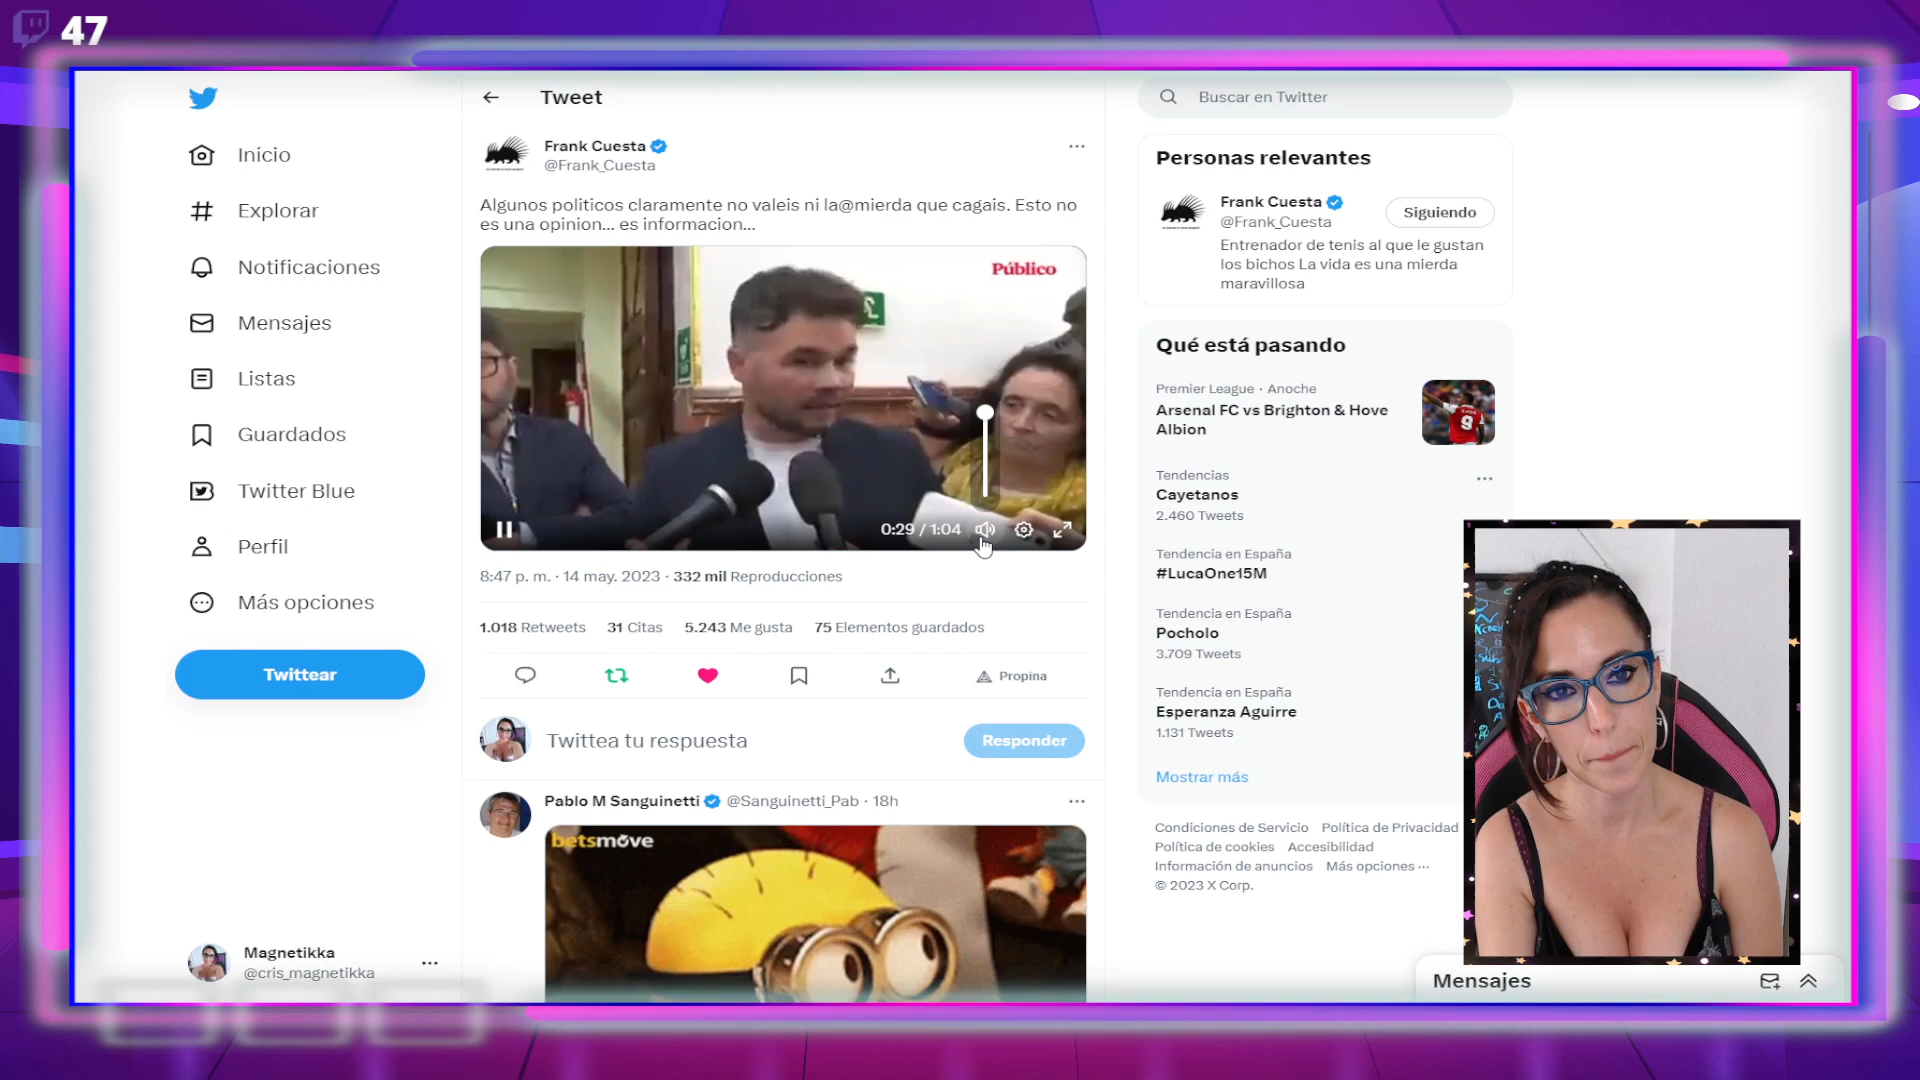 47
Inicio
Explorar
Notificaciones
Mensajes
Listas
Guardados
Twitter Blue
Perfil
Más opciones
Twittear
Magnetikka
@cris_magnetikka
Tweet
Frank Cuesta
@Frank_Cuesta
Algunos politicos claramente no valeis ni la@mierda que cagais. Esto no
es una opinion... es informacion...
Público
0:29 / 1:04
8:47 p. m. · 14 may. 2023 · 332 mil Reproducciones
1.018 Retweets 31 Citas 5.243 Me gusta 75 Elementos guardados
Propina
Twittea tu respuesta
Responder
Pablo M Sanguinetti @Sanguinetti_Pab · 18h
betsmove
Buscar en Twitter
Personas relevantes
Frank Cuesta
@Frank_Cuesta
Siguiendo
Entrenador de tenis al que le gustan
los bichos La vida es una mierda
maravillosa
Qué está pasando
Premier League · Anoche
Arsenal FC vs Brighton & Hove
Albion
9
Tendencias
Cayetanos
2.460 Tweets
Tendencia en España
#LucaOne15M
Tendencia en España
Pocholo
3.709 Tweets
Tendencia en España
Esperanza Aguirre
1.131 Tweets
Mostrar más
Condiciones de Servicio Política de Privacidad
Política de cookies Accesibilidad
Información de anuncios Más opciones ···
© 2023 X Corp.
Mensajes